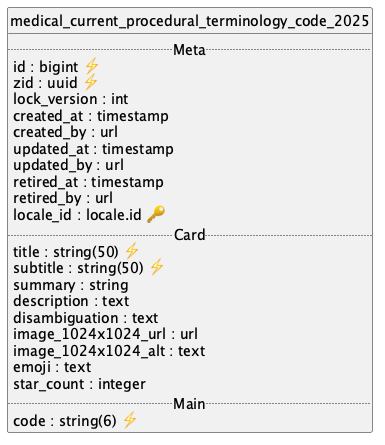 medical_current_procedural_terminology_code_2025
Meta
id : bigint ⚡
zid : uuid ⚡
lock_version : int
created_at : timestamp
created_by : url
updated_at : timestamp
updated_by : url
retired_at : timestamp
retired_by : url
locale_id : locale.id 🔑
Card
title : string(50) ⚡
subtitle : string(50) ⚡
summary : string
description : text
disambiguation : text
image_1024x1024_url : url
image_1024x1024_alt : text
emoji : text
star_count : integer
Main
code : string(6) ⚡